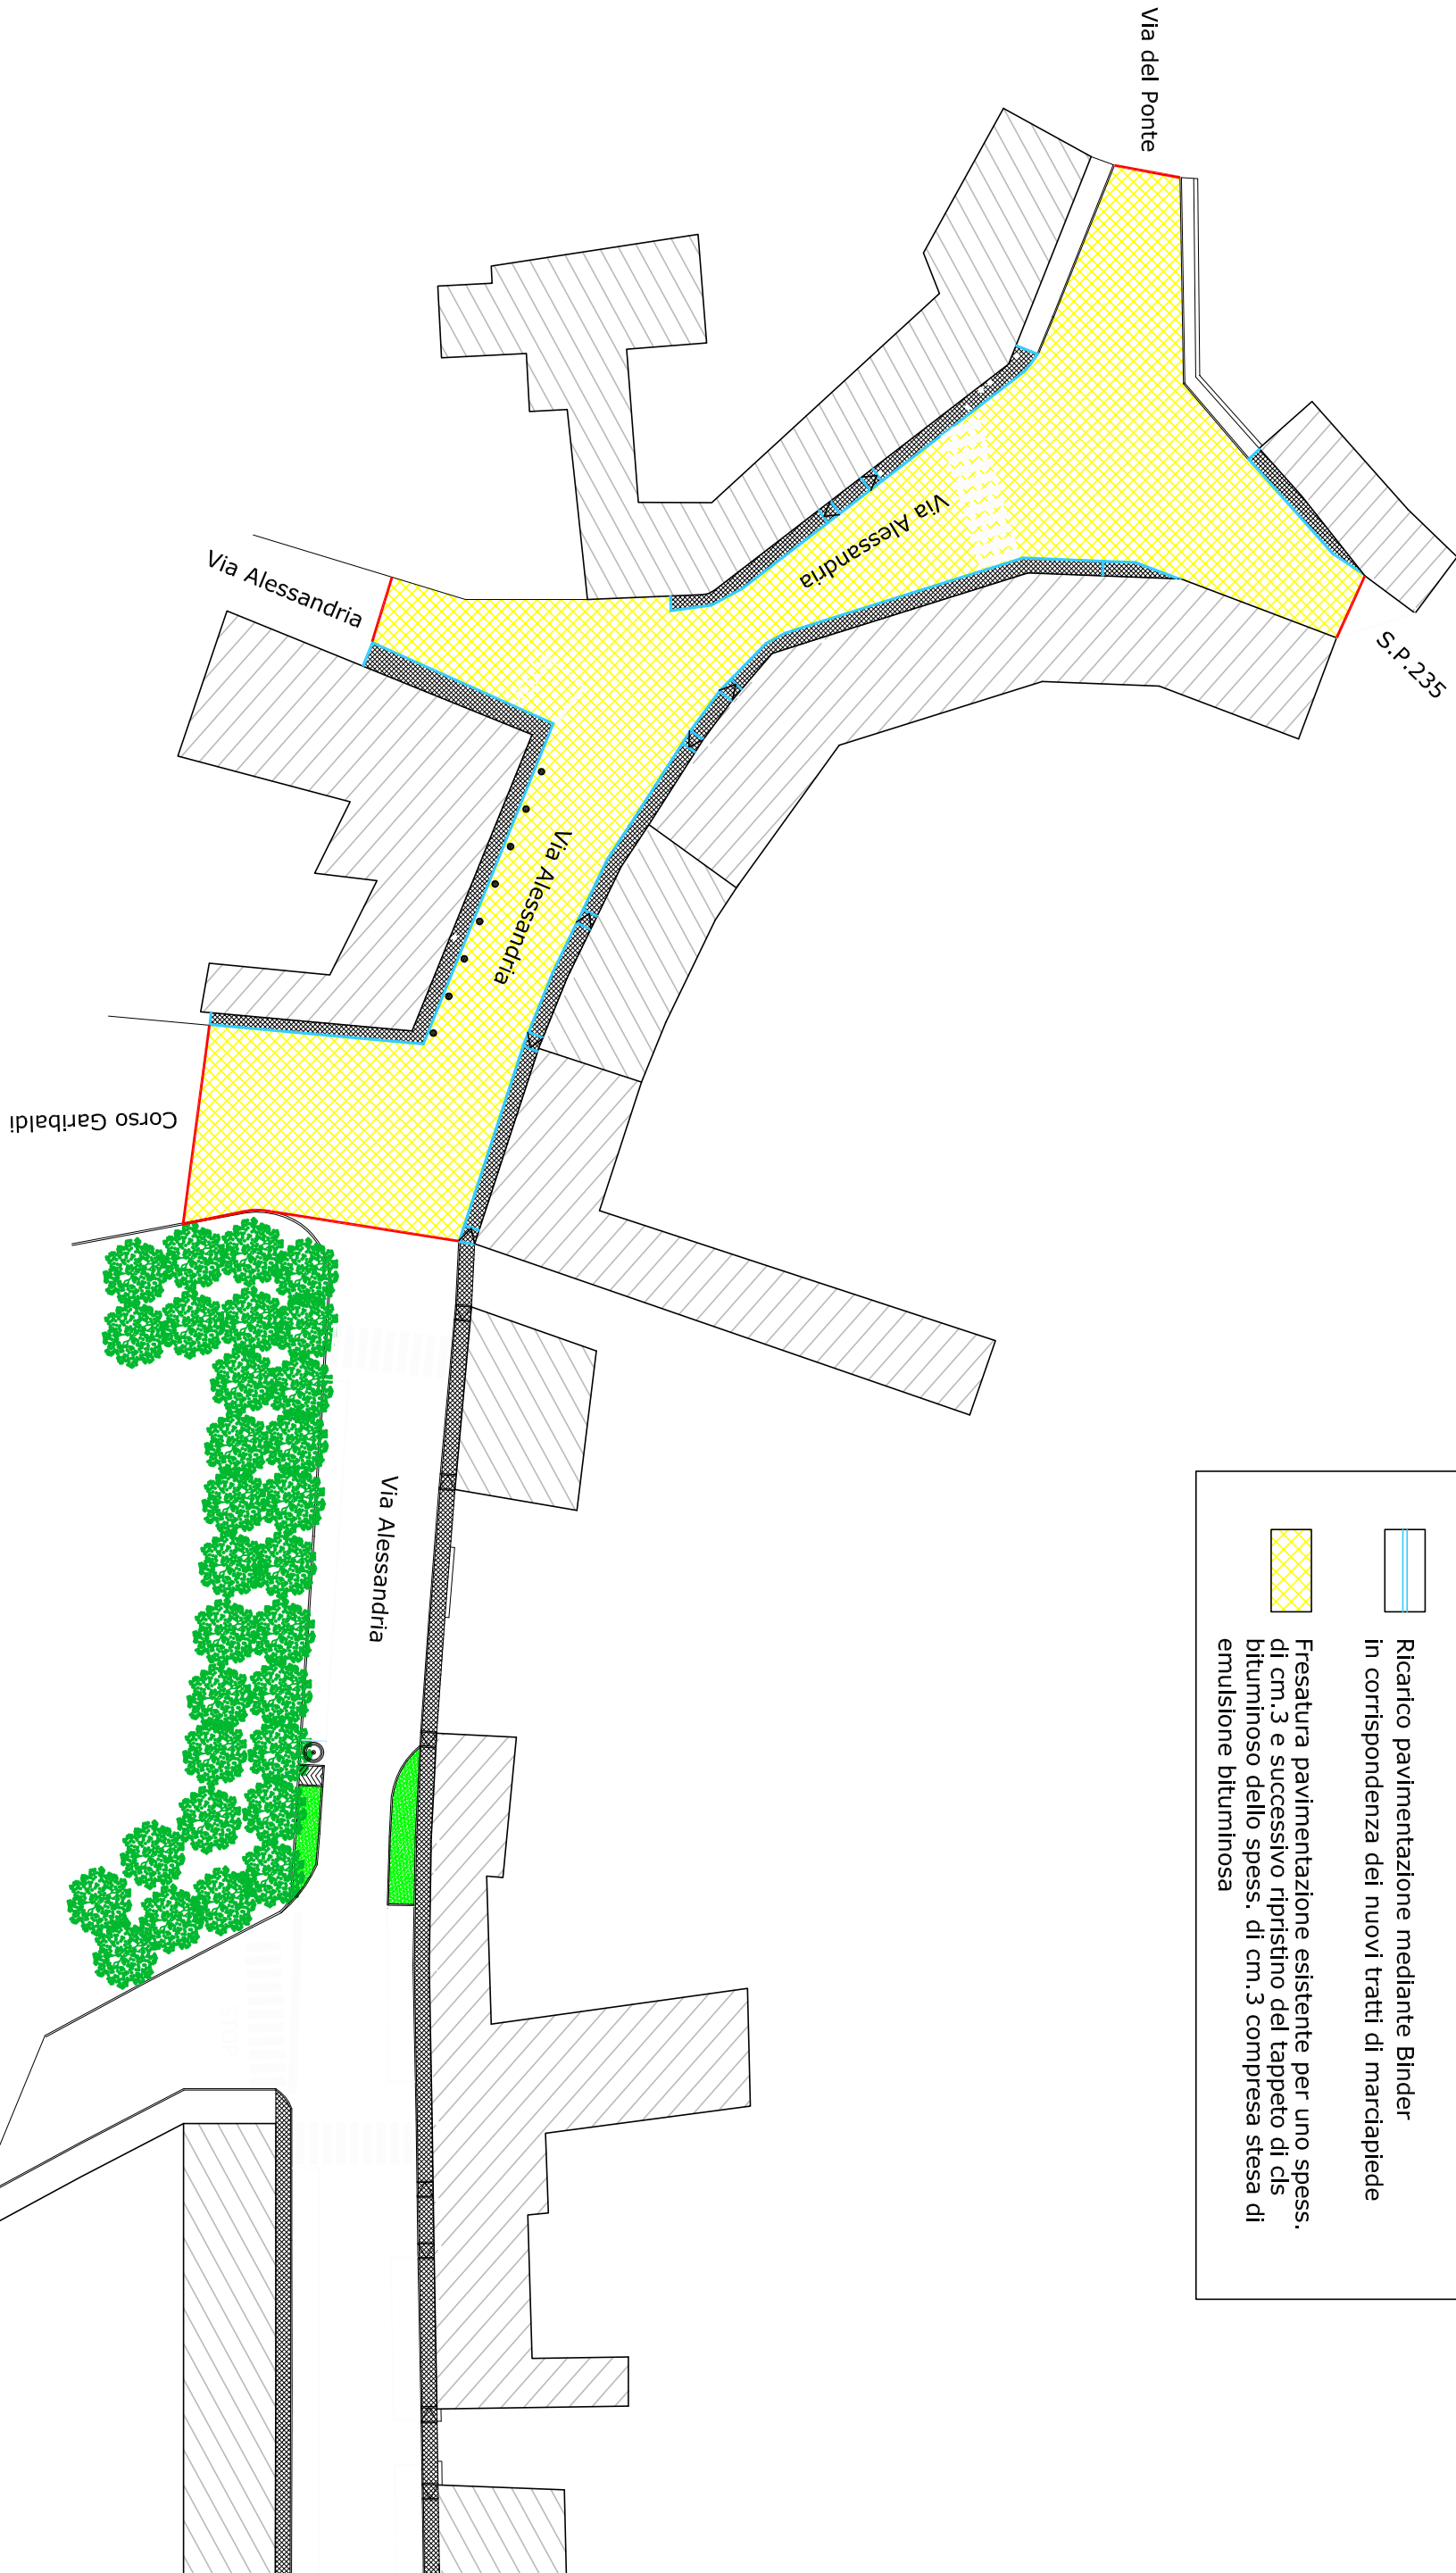 Via del Ponte
S.P.235
Via Alessandria
Via Alessandria
Via Alessandria
Corso Garibaldi
Via Alessandria
Ricarico pavimentazione mediante Binder
in corrispondenza dei nuovi tratti di marciapiede
Fresatura pavimentazione esistente per uno spess.
di cm.3 e successivo ripristino del tappeto di cls
bituminoso dello spess. di cm.3 compresa stesa di
emulsione bituminosa